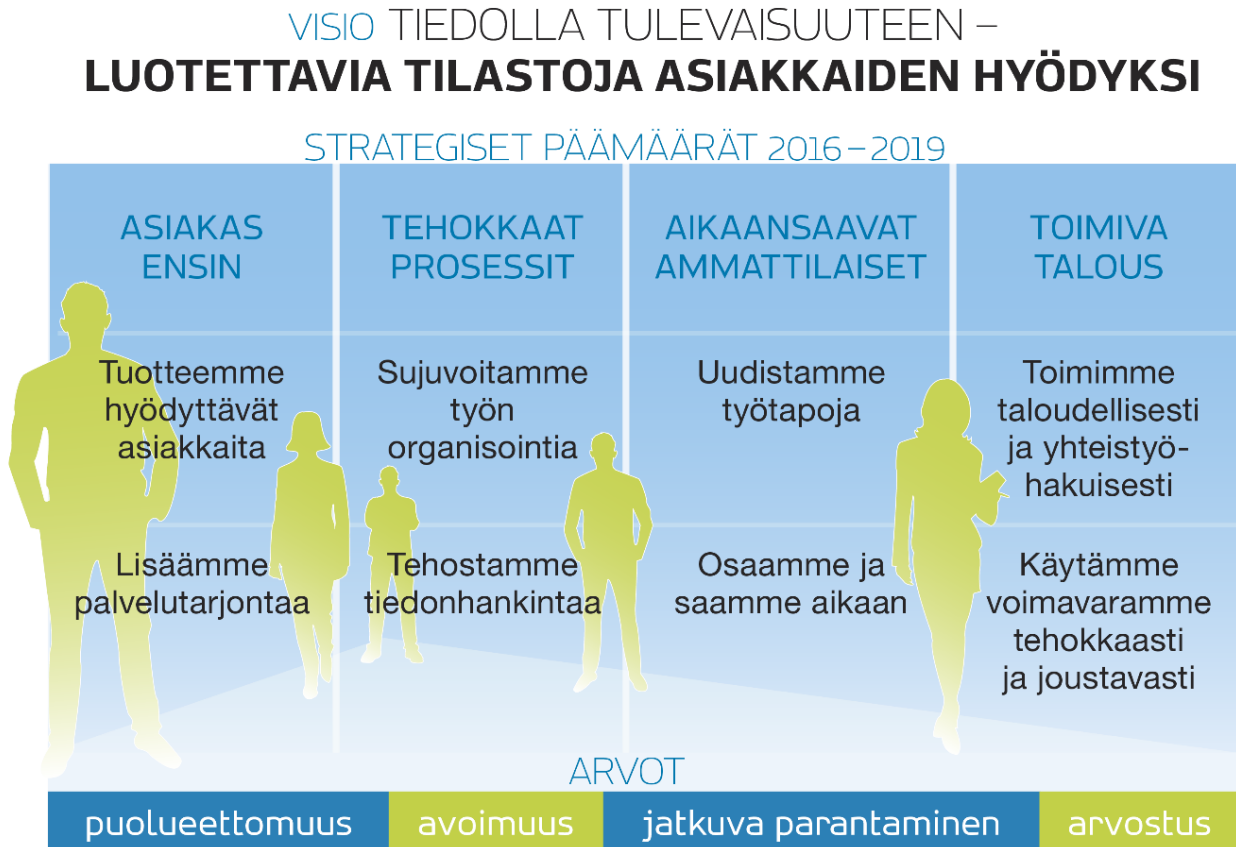 VISIO TIEDOLLA TULEVAISUUTEEN –
LUOTETTAVIA TILASTOJA ASIAKKAIDEN HYÖDYKSI
STRATEGISET PÄÄMÄÄRÄT 2016–2019
ASIAKAS
ENSIN
Tuotteemme
hyödyttävät
asiakkaita
Lisäämme
palvelutarjontaa
TEHOKKAAT
PROSESSIT
Sujuvoitamme
työn
organisointia
Tehostamme
tiedonhankintaa
AIKAANSAAVAT
AMMATTILAISET
Uudistamme
työtapoja
Osaamme ja
saamme aikaan
TOIMIVA
TALOUS
Toimimme
taloudellisesti
ja yhteistyö-
hakuisesti
Käytämme
voimavaramme
tehokkaasti
ja joustavasti
ARVOT
puolueettomuus
avoimuus
jatkuva parantaminen
arvostus